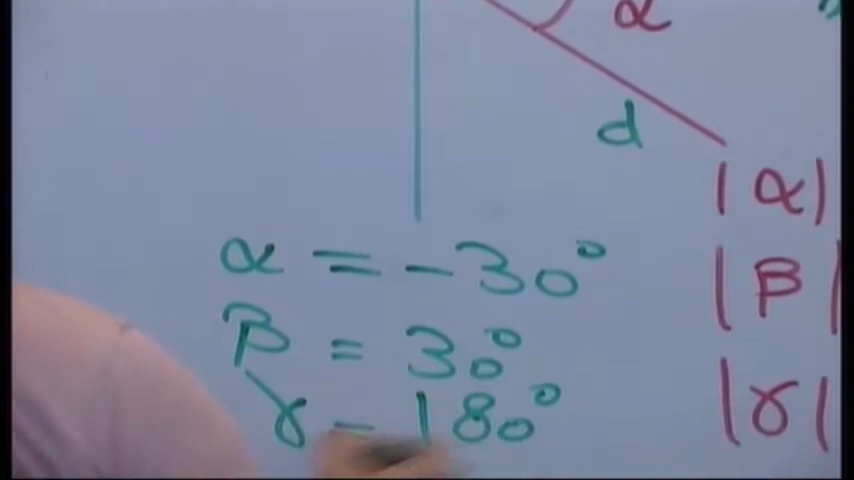 α
d
|α|
α = -30°
|β|
β = 30°
|γ|
γ = 180°